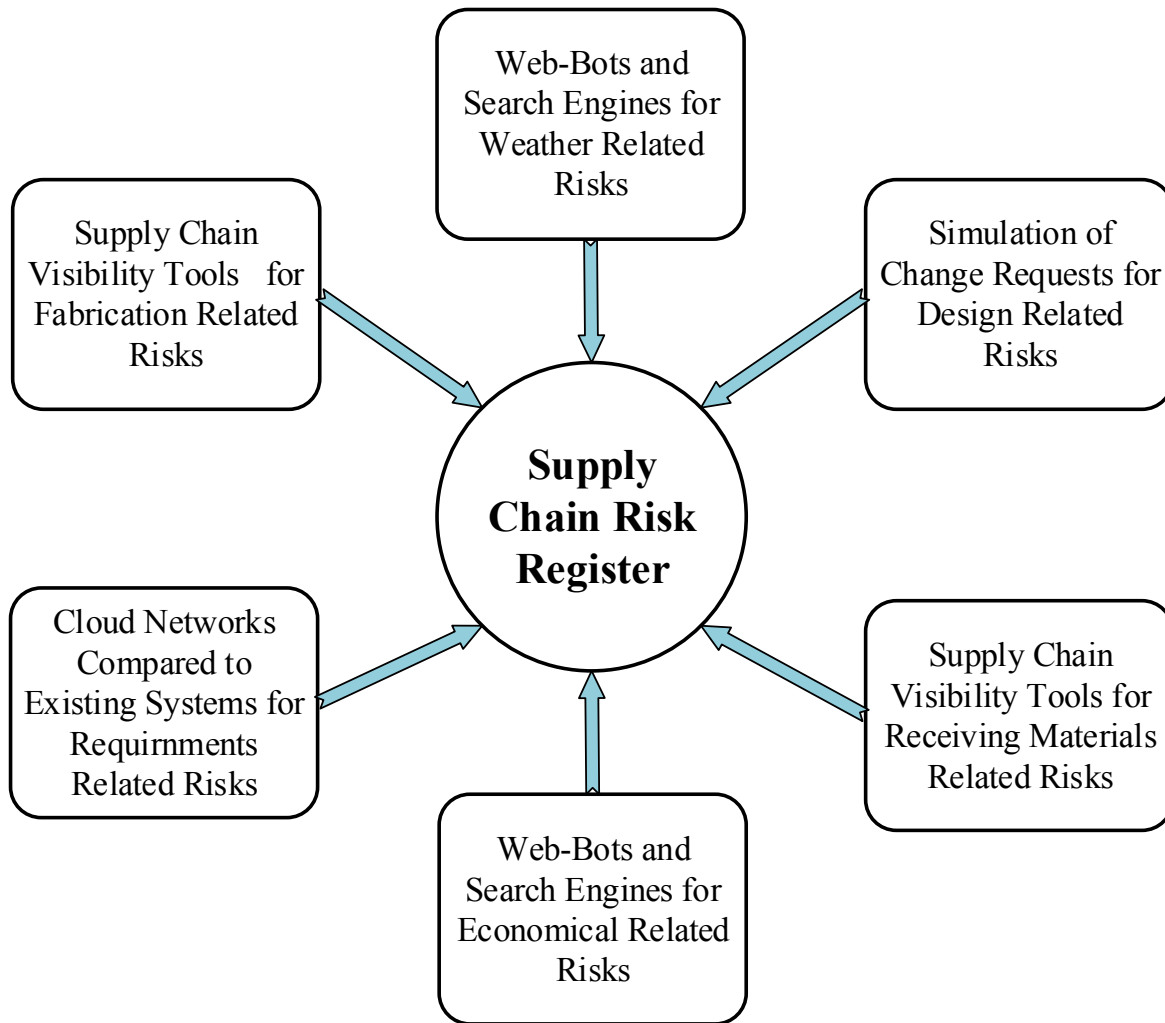 Web-Bots and
Search Engines for
Weather Related
Risks
Supply Chain
Visibility Tools for
Fabrication Related
Risks
Simulation of
Change Requests for
Design Related
Risks
Supply
Chain Risk
Register
Cloud Networks
Compared to
Existing Systems for
Requirnments
Related Risks
Supply Chain
Visibility Tools for
Receiving Materials
Related Risks
Web-Bots and
Search Engines for
Economical Related
Risks